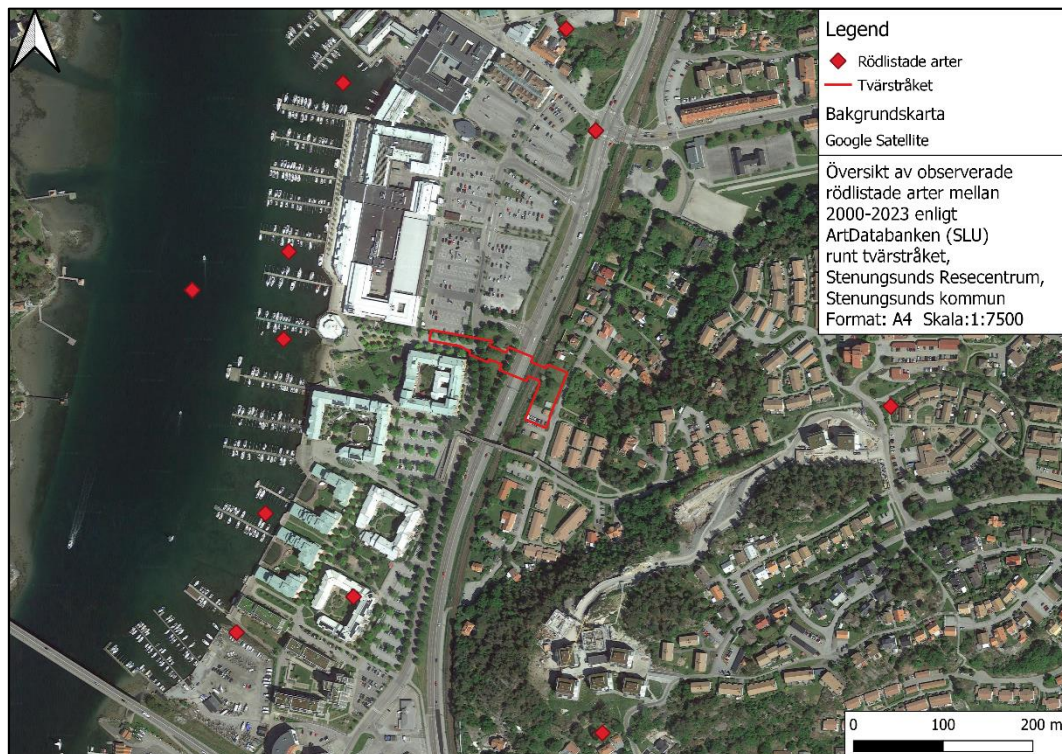 Legend
Rödlistade arter
Tvärstråket
Bakgrundskarta
Google Satellite
Översikt av observerade
rödlistade arter mellan
2000-2023 enligt
ArtDatabanken (SLU)
runt tvärstråket,
Stenungsunds Resecentrum,
Stenungsunds kommun
Format: A4 Skala:1:7500
0 100 200 m